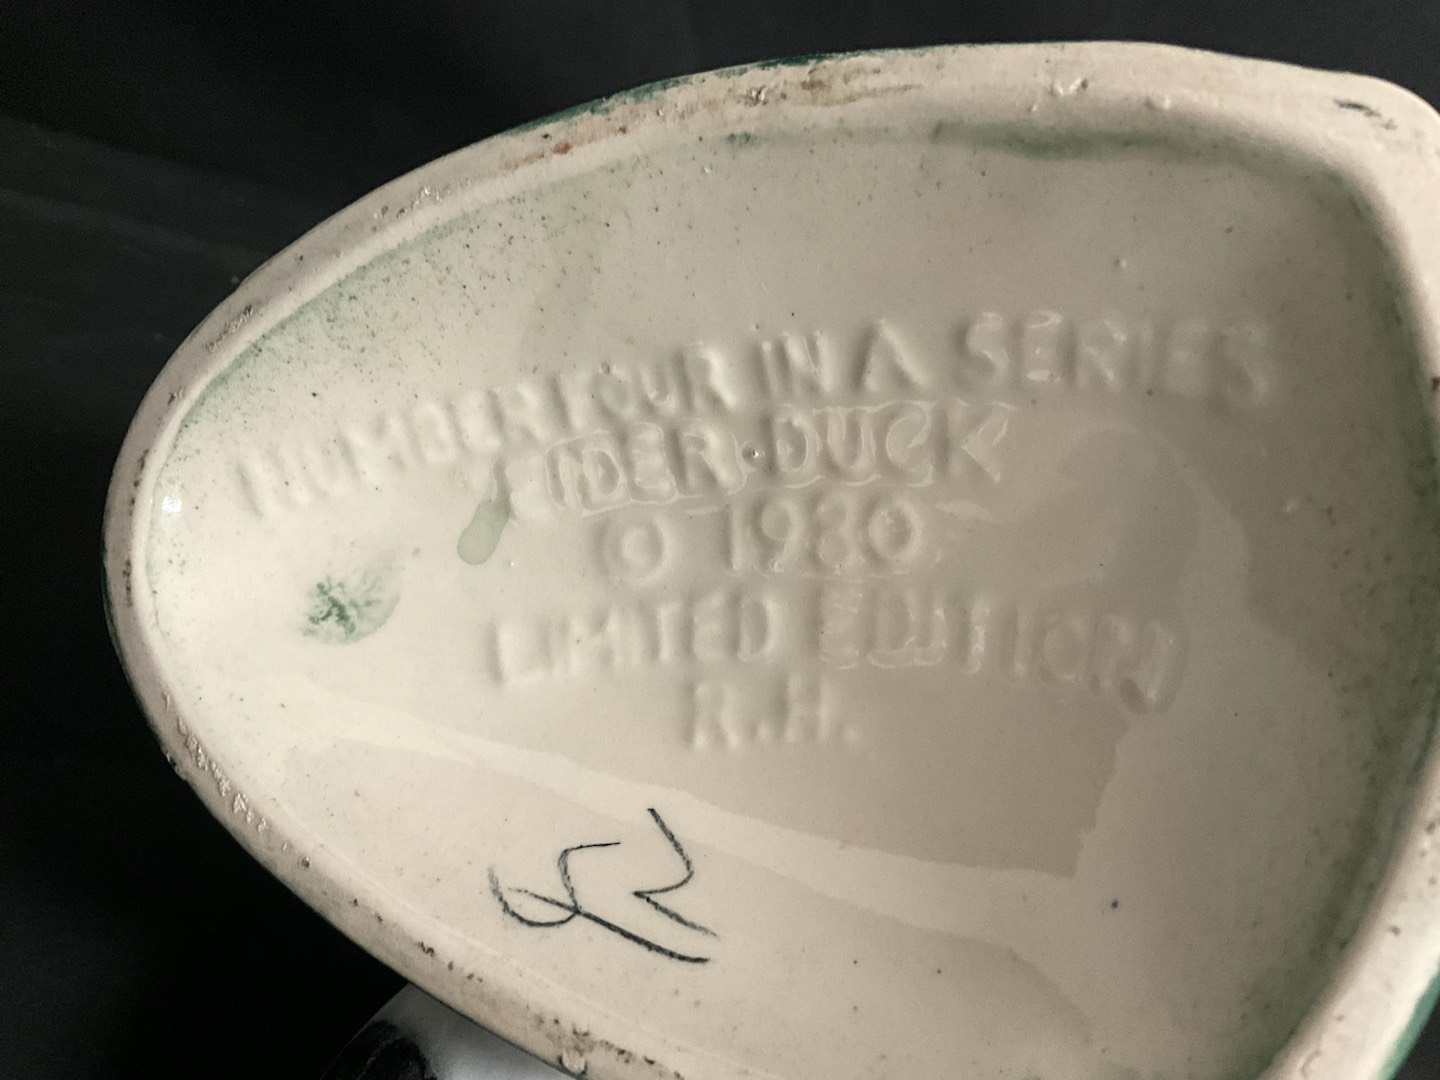 NUMBER FOUR IN A SERIES
EIDER·DUCK
© 1980
LIMITED EDITION
R.H.